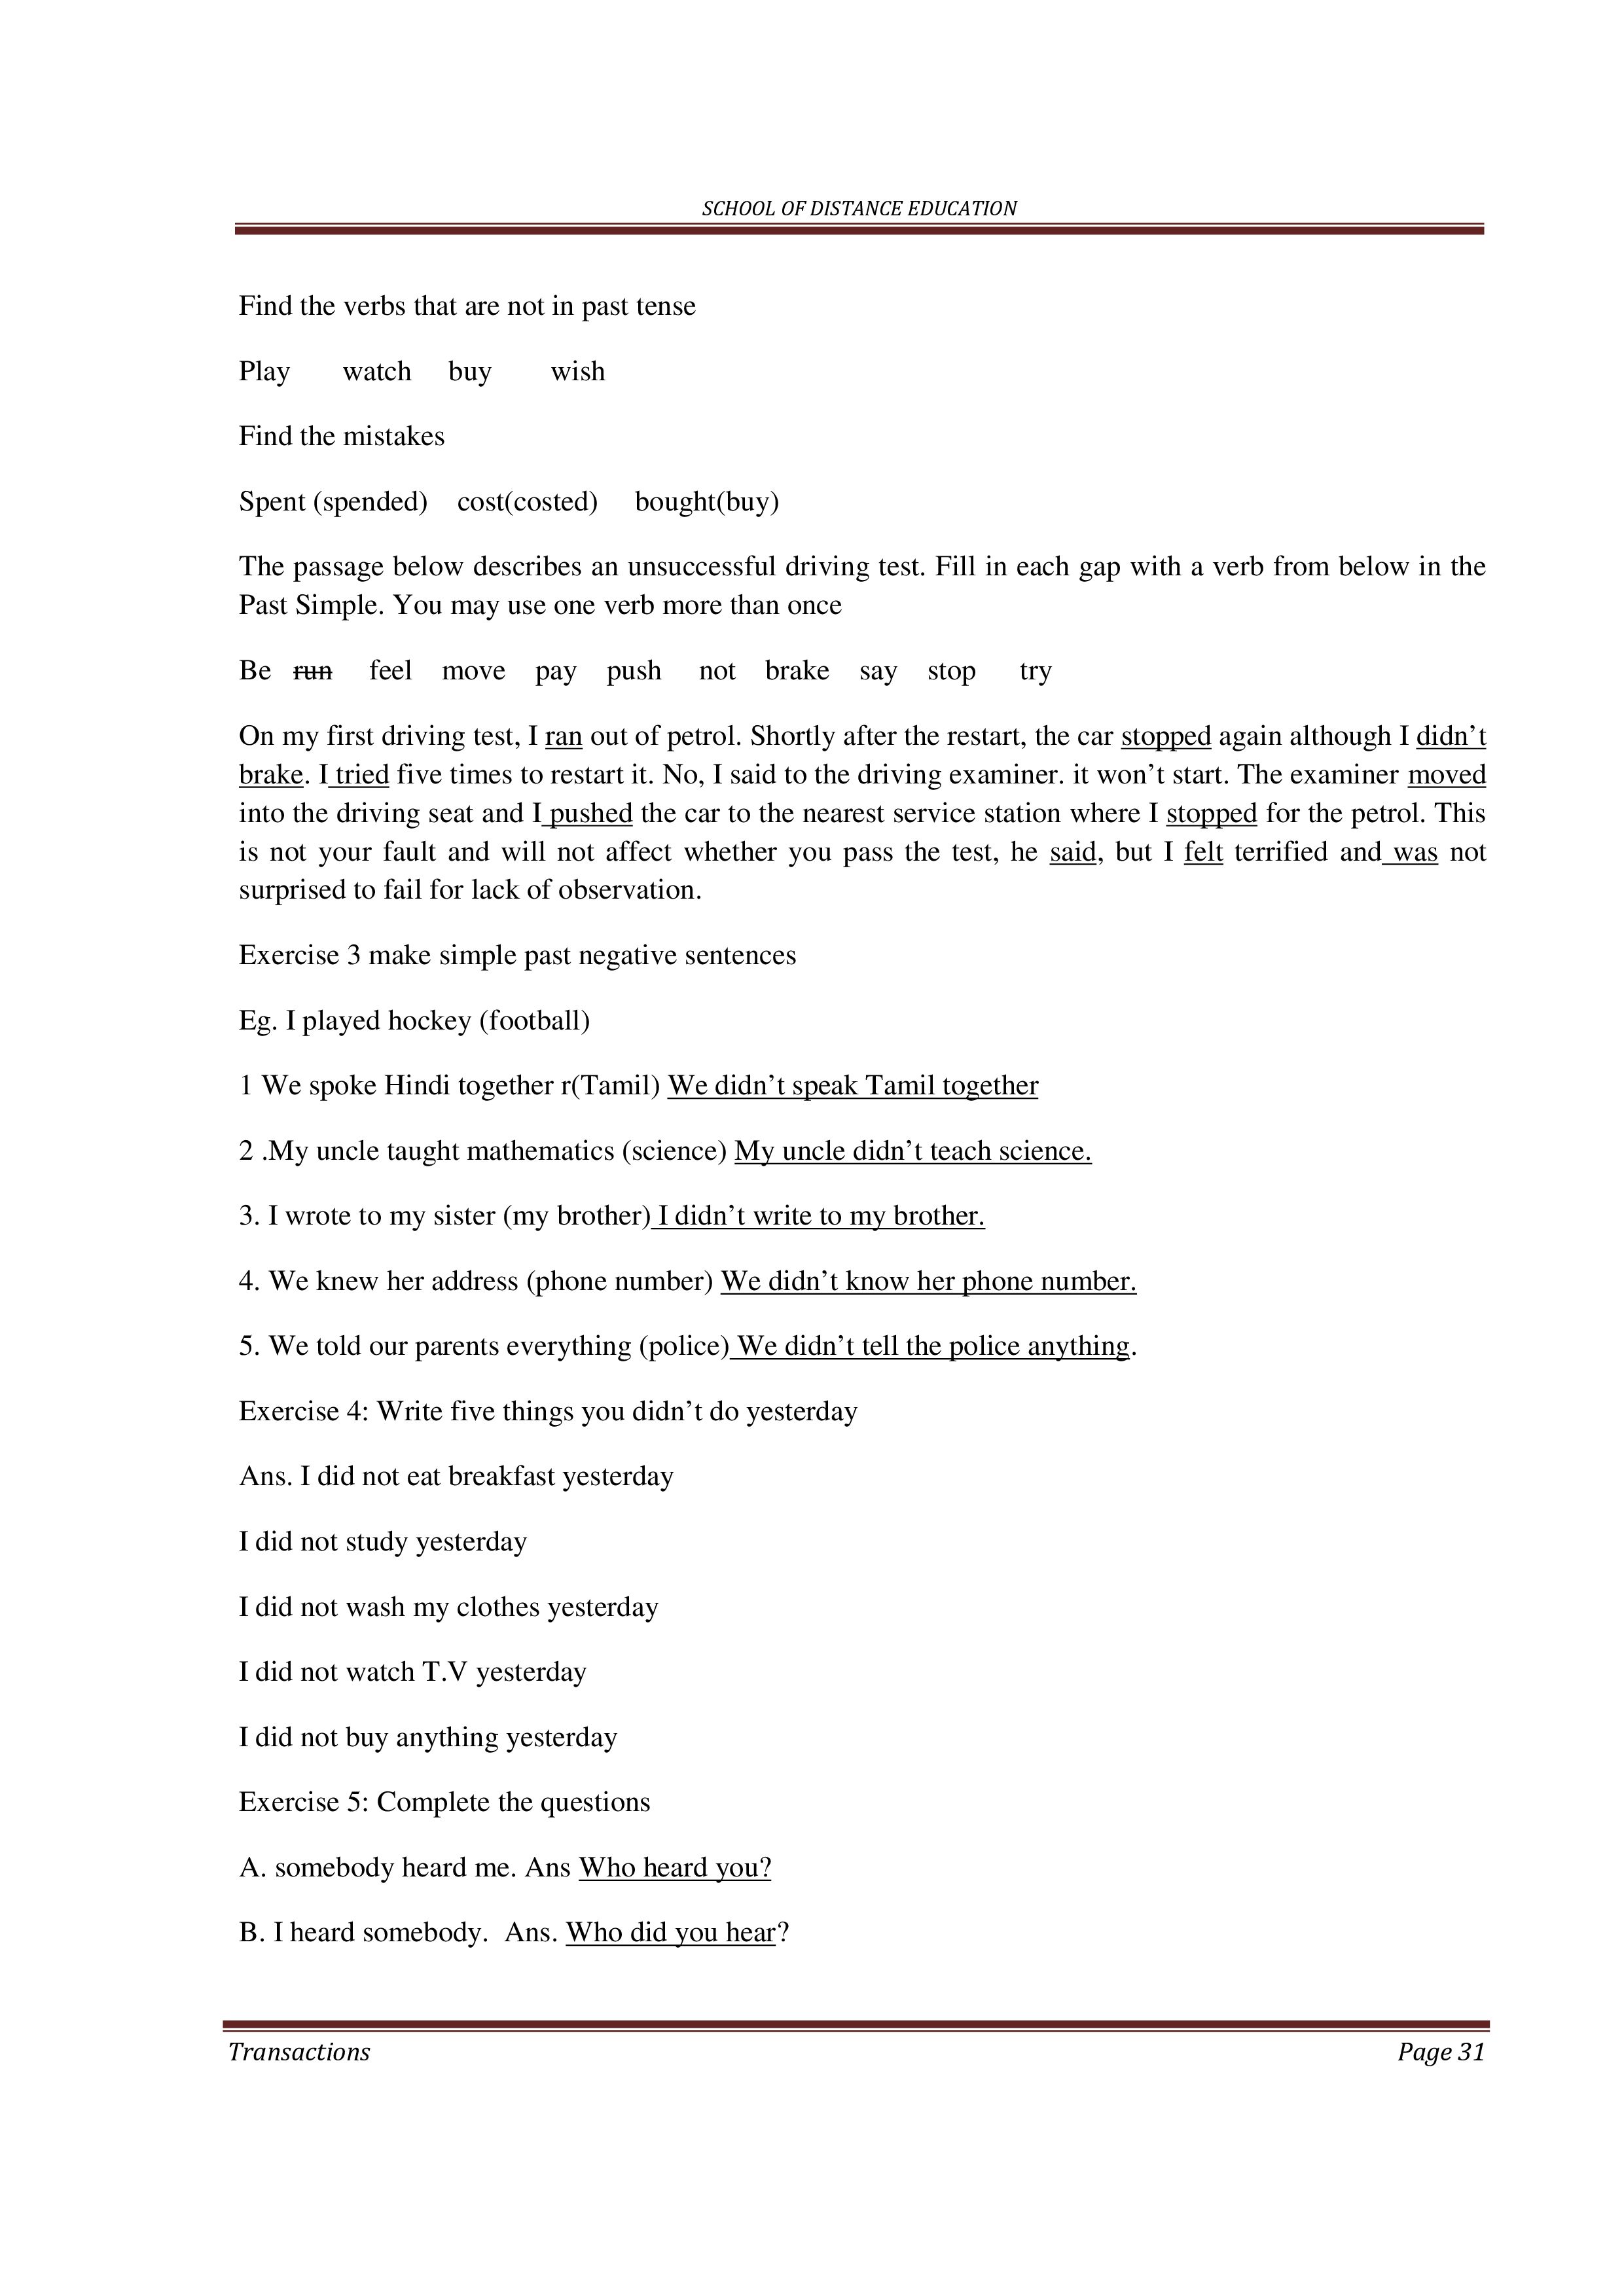 SCHOOL OF DISTANCE EDUCATION
Find the verbs that are not in past tense
Play watch buy wish
Find the mistakes
Spent (spended) cost(costed) bought(buy)
The passage below describes an unsuccessful driving test. Fill in each gap with a verb from below in the
Past Simple. You may use one verb more than once
Be run feel move pay push not brake say stop try
On my first driving test, I ran out of petrol. Shortly after the restart, the car stopped again although I didn’t
brake. I tried five times to restart it. No, I said to the driving examiner. it won’t start. The examiner moved
into the driving seat and I pushed the car to the nearest service station where I stopped for the petrol. This
is not your fault and will not affect whether you pass the test, he said, but I felt terrified and was not
surprised to fail for lack of observation.
Exercise 3 make simple past negative sentences
Eg. I played hockey (football)
1 We spoke Hindi together r(Tamil) We didn’t speak Tamil together
2 .My uncle taught mathematics (science) My uncle didn’t teach science.
3. I wrote to my sister (my brother) I didn’t write to my brother.
4. We knew her address (phone number) We didn’t know her phone number.
5. We told our parents everything (police) We didn’t tell the police anything.
Exercise 4: Write five things you didn’t do yesterday
Ans. I did not eat breakfast yesterday
I did not study yesterday
I did not wash my clothes yesterday
I did not watch T.V yesterday
I did not buy anything yesterday
Exercise 5: Complete the questions
A. somebody heard me. Ans Who heard you?
B. I heard somebody. Ans. Who did you hear?
Transactions Page 31